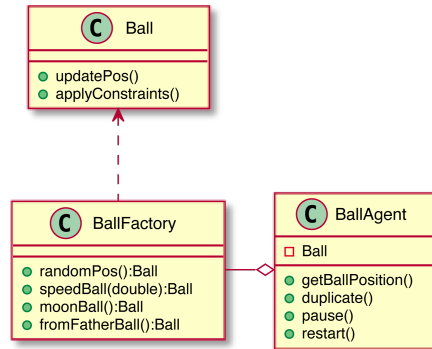 C Ball
updatePos()
applyConstraints()
C BallFactory
randomPos():Ball
speedBall(double):Ball
moonBall():Ball
fromFatherBall():Ball
C BallAgent
Ball
getBallPosition()
duplicate()
pause()
restart()